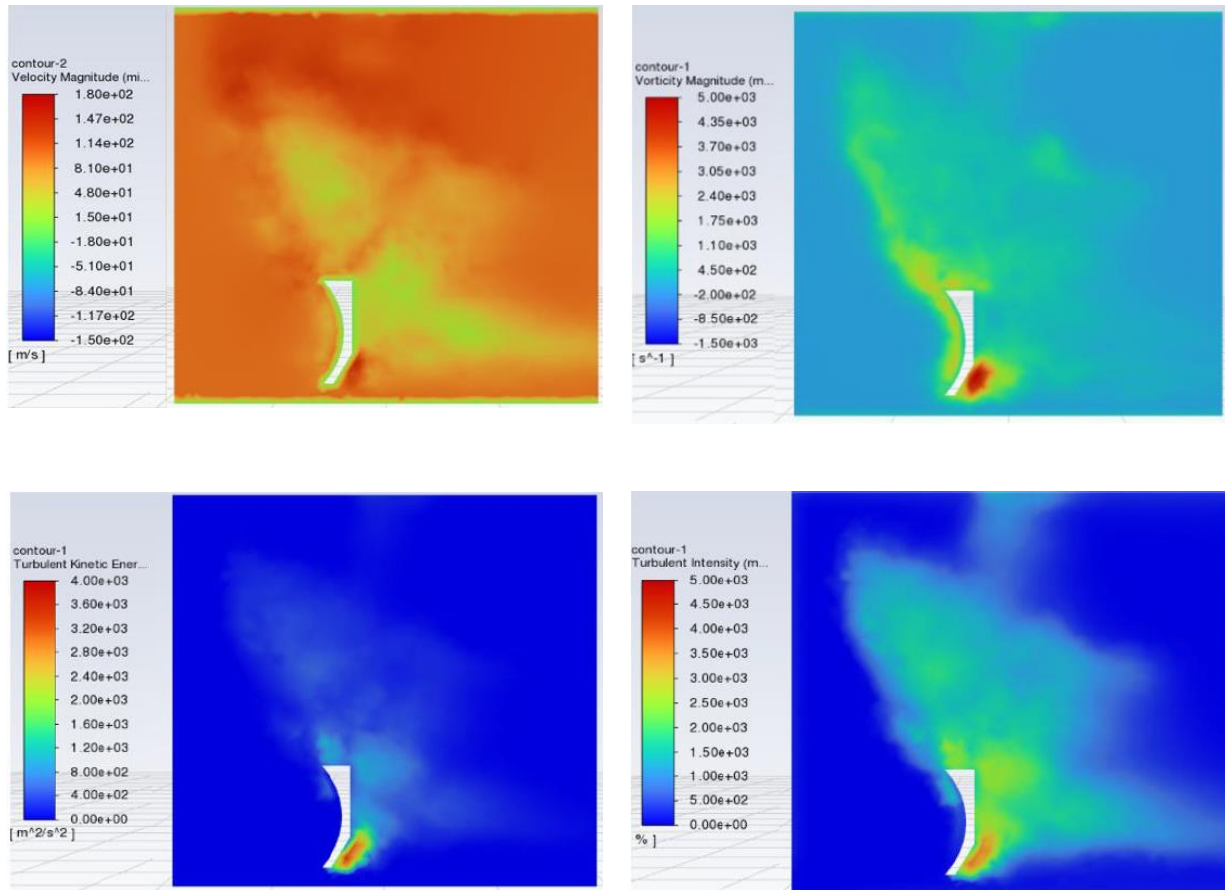 contour-2
Velocity Magnitude (mi...
1.80e+02
1.47e+02
1.14e+02
8.10e+01
4.80e+01
1.50e+01
-1.80e+01
-5.10e+01
-8.40e+01
-1.17e+02
-1.50e+02
[ m/s ]
contour-1
Vorticity Magnitude (m...
5.00e+03
4.35e+03
3.70e+03
3.05e+03
2.40e+03
1.75e+03
1.10e+03
4.50e+02
-2.00e+02
-8.50e+02
-1.50e+03
[ s^-1 ]
contour-1
Turbulent Kinetic Ener...
4.00e+03
3.60e+03
3.20e+03
2.80e+03
2.40e+03
2.00e+03
1.60e+03
1.20e+03
8.00e+02
4.00e+02
0.00e+00
[ m^2/s^2 ]
contour-1
Turbulent Intensity (m...
5.00e+03
4.50e+03
4.00e+03
3.50e+03
3.00e+03
2.50e+03
2.00e+03
1.50e+03
1.00e+03
5.00e+02
0.00e+00
% ]